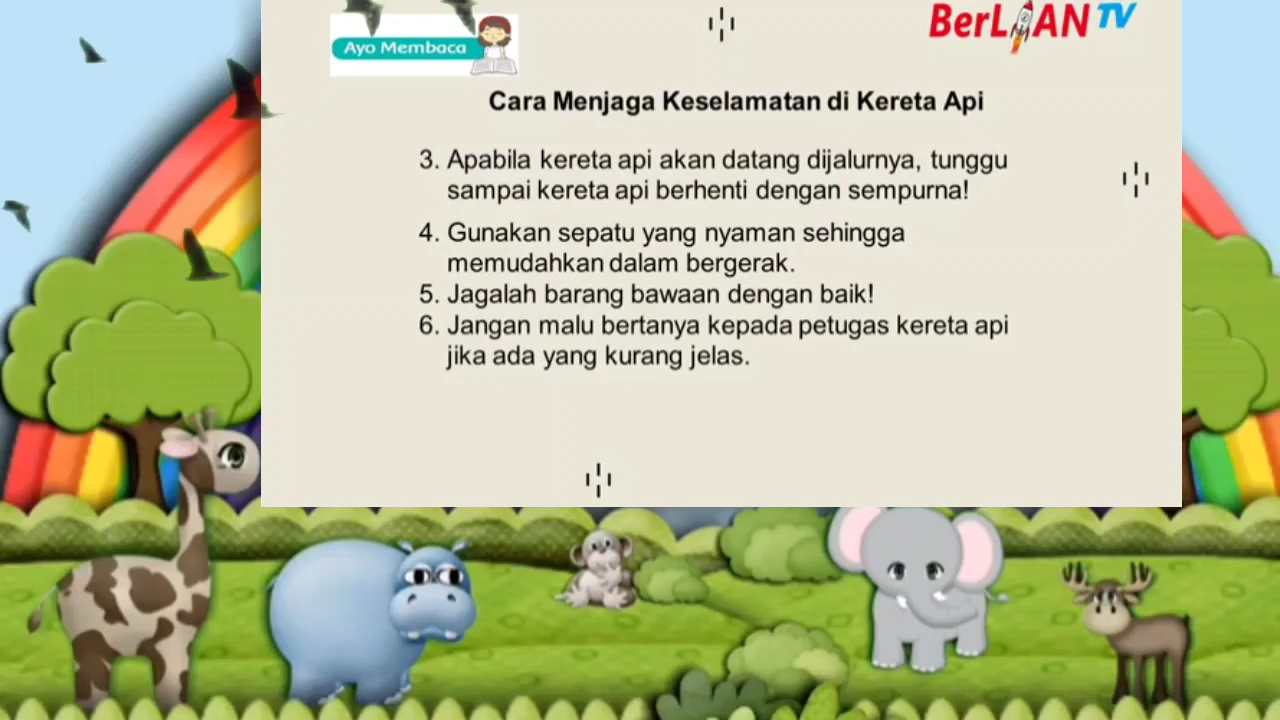 Ayo Membaca
BerLIAN TV
Cara Menjaga Keselamatan di Kereta Api
3. Apabila kereta api akan datang dijalurnya, tunggu
sampai kereta api berhenti dengan sempurna!
4. Gunakan sepatu yang nyaman sehingga
memudahkan dalam bergerak.
5. Jagalah barang bawaan dengan baik!
6. Jangan malu bertanya kepada petugas kereta api
jika ada yang kurang jelas.